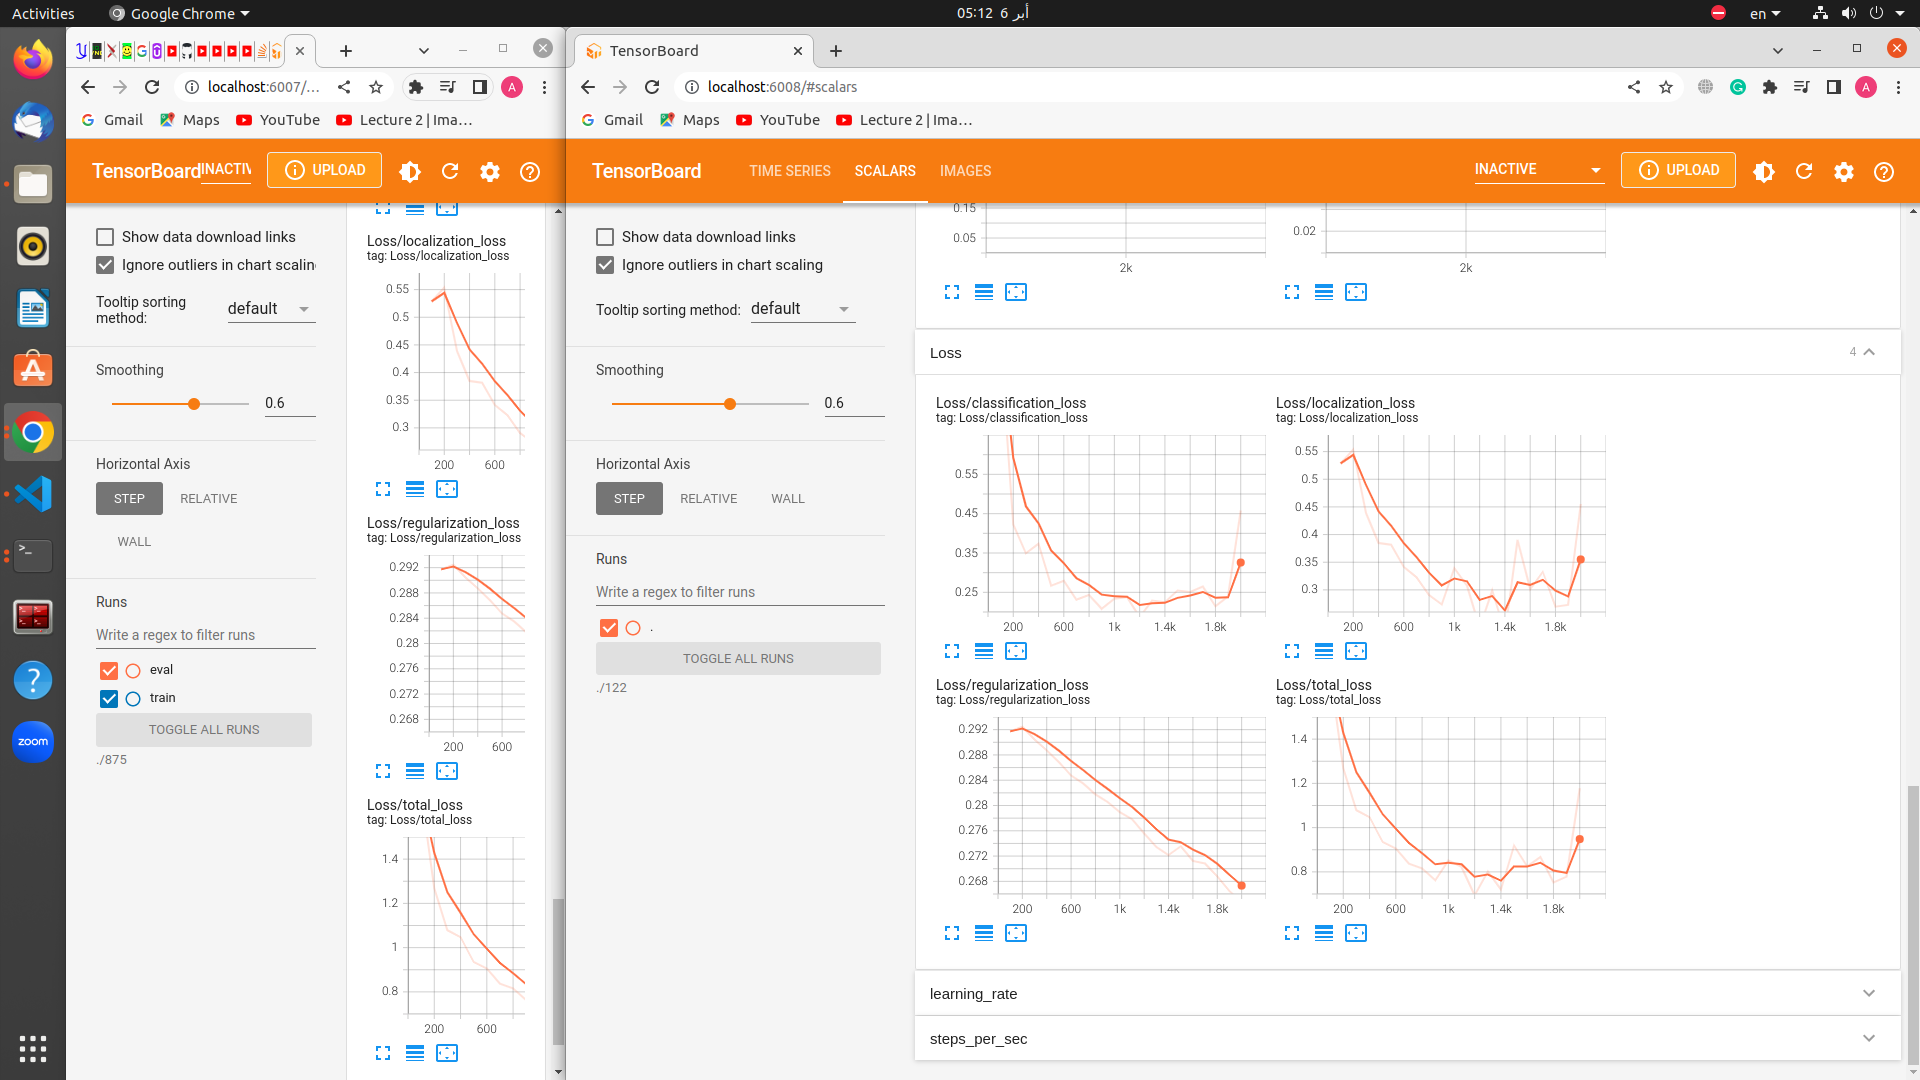 Activities
Google Chrome
05:12 6 أبر
en
localhost:6007/...
A
Gmail
Maps
YouTube
Lecture 2 | Ima...
TensorBoard
INACTIV
UPLOAD
Show data download links
Ignore outliers in chart scaling
Tooltip sorting method:
default
Smoothing
0.6
Horizontal Axis
STEP
RELATIVE
WALL
Runs
Write a regex to filter runs
eval
train
TOGGLE ALL RUNS
./875
Loss/localization_loss
tag: Loss/localization_loss
0.55
0.5
0.45
0.4
0.35
0.3
200 600
Loss/regularization_loss
tag: Loss/regularization_loss
0.292
0.288
0.284
0.28
0.276
0.272
0.268
200 600
Loss/total_loss
tag: Loss/total_loss
1.4
1.2
1
0.8
200 600
TensorBoard
localhost:6008/#scalars
A
Gmail
Maps
YouTube
Lecture 2 | Ima...
TensorBoard
TIME SERIES
SCALARS
IMAGES
INACTIVE
UPLOAD
Show data download links
Ignore outliers in chart scaling
Tooltip sorting method:
default
Smoothing
0.6
Horizontal Axis
STEP
RELATIVE
WALL
Runs
Write a regex to filter runs
.
TOGGLE ALL RUNS
./122
0.15
0.05
2k
0.02
2k
Loss
4
Loss/classification_loss
tag: Loss/classification_loss
0.55
0.45
0.35
0.25
200 600 1k 1.4k 1.8k
Loss/localization_loss
tag: Loss/localization_loss
0.55
0.5
0.45
0.4
0.35
0.3
200 600 1k 1.4k 1.8k
Loss/regularization_loss
tag: Loss/regularization_loss
0.292
0.288
0.284
0.28
0.276
0.272
0.268
200 600 1k 1.4k 1.8k
Loss/total_loss
tag: Loss/total_loss
1.4
1.2
1
0.8
200 600 1k 1.4k 1.8k
learning_rate
steps_per_sec
zoom